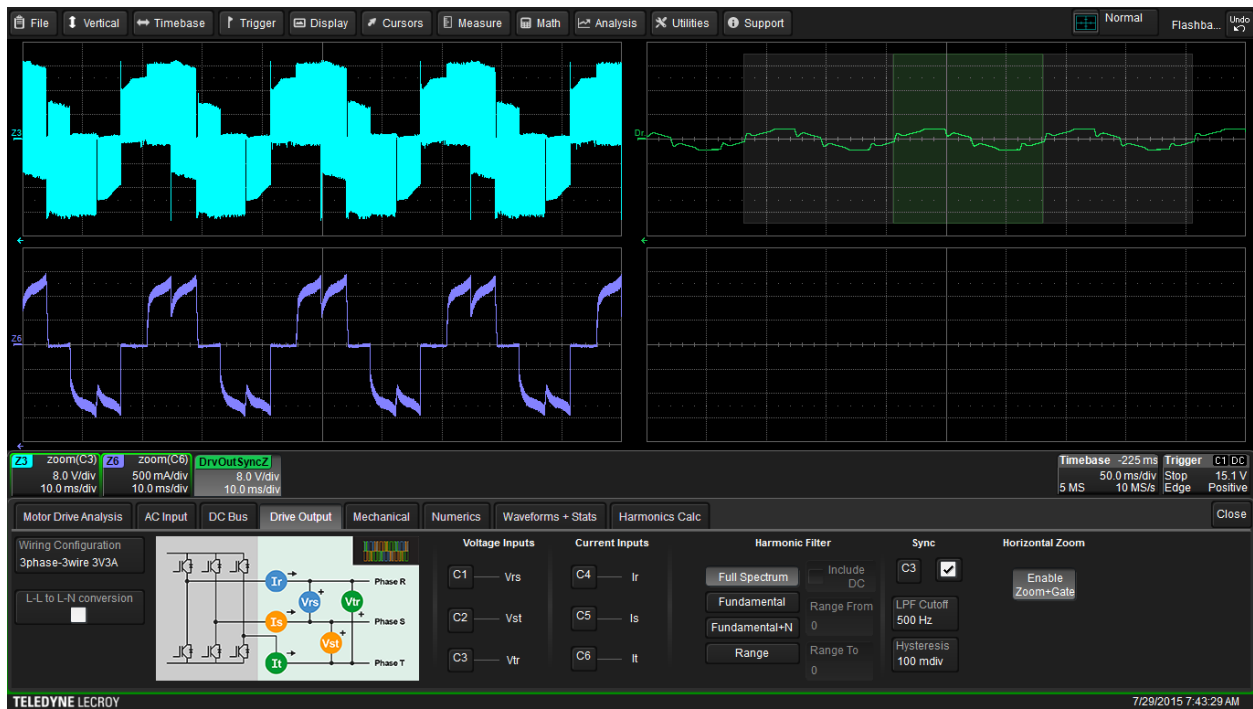 File Vertical Timebase Trigger Display Cursors Measure Math Analysis Utilities Support Normal Flashba... Undo
Z3
Dr
Z6
Z3 zoom(C3) Z6 zoom(C6) DrvOutSyncZ
8.0 V/div 500 mA/div 8.0 V/div
10.0 ms/div 10.0 ms/div 10.0 ms/div
Timebase -225 ms Trigger C1 DC
50.0 ms/div Stop 15.1 V
5 MS 10 MS/s Edge Positive
Motor Drive Analysis AC Input DC Bus Drive Output Mechanical Numerics Waveforms + Stats Harmonics Calc Close
Wiring Configuration
3phase-3wire 3V3A
L-L to L-N conversion
Ir Phase R
Vrs Vtr
Is Phase S
Vst
It Phase T
Voltage Inputs
C1 Vrs
C2 Vst
C3 Vtr
Current Inputs
C4 Ir
C5 Is
C6 It
Harmonic Filter
Full Spectrum
Fundamental
Fundamental+N
Range
Include
DC
Range From
0
Range To
0
Sync
C3
LPF Cutoff
500 Hz
Hysteresis
100 mdiv
Horizontal Zoom
Enable
Zoom+Gate
TELEDYNE LECROY 7/29/2015 7:43:29 AM